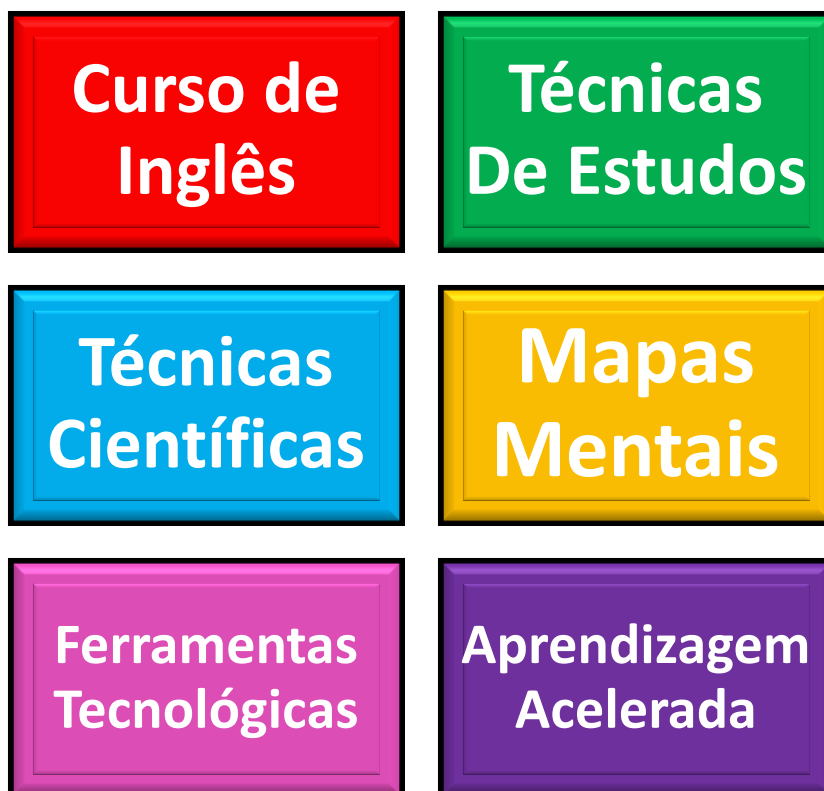 Curso de
Inglês
Técnicas
De Estudos
Técnicas
Científicas
Mapas
Mentais
Ferramentas
Tecnológicas
Aprendizagem
Acelerada